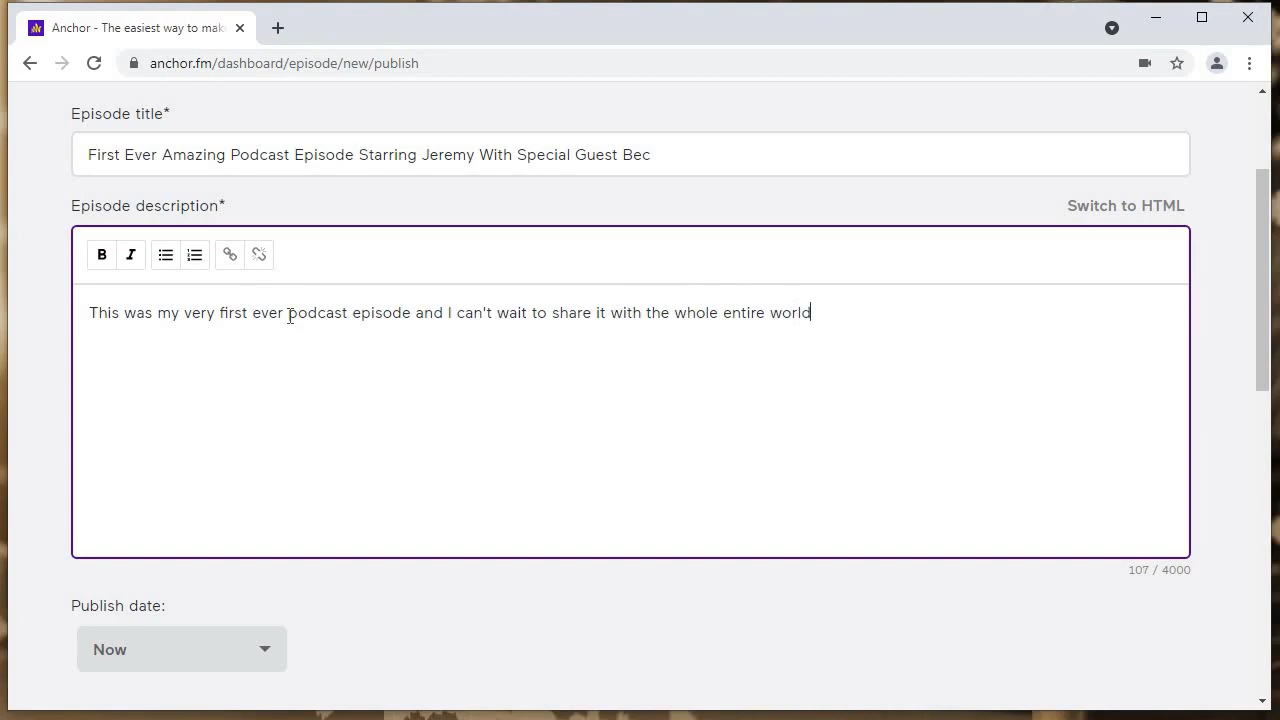 Anchor - The easiest way to mak
anchor.fm/dashboard/episode/new/publish
Episode title*
First Ever Amazing Podcast Episode Starring Jeremy With Special Guest Bec
Episode description*
Switch to HTML
B I
This was my very first ever podcast episode and I can't wait to share it with the whole entire world
107 / 4000
Publish date:
Now